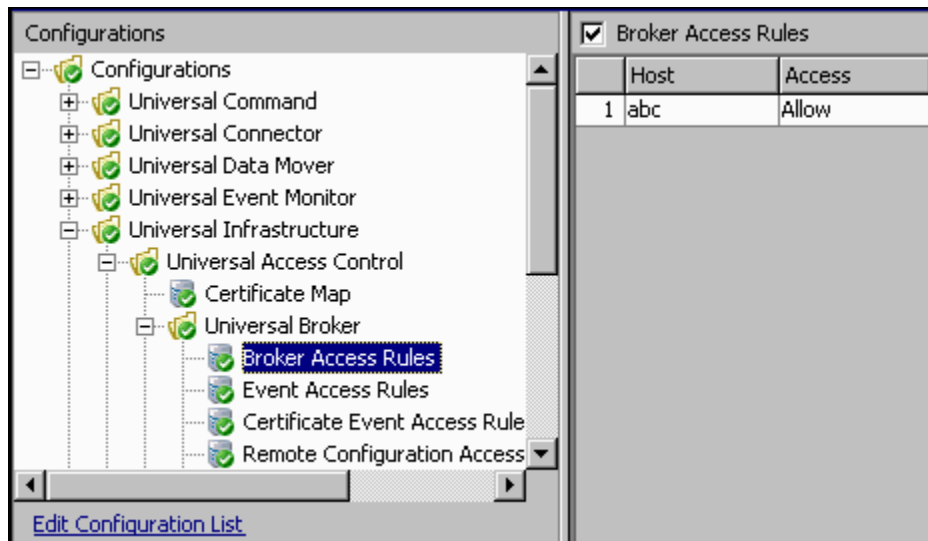 Configurations
Configurations
Universal Command
Universal Connector
Universal Data Mover
Universal Event Monitor
Universal Infrastructure
Universal Access Control
Certificate Map
Universal Broker
Broker Access Rules
Event Access Rules
Certificate Event Access Rule
Remote Configuration Access
Edit Configuration List
Broker Access Rules
Host Access
1 abc Allow